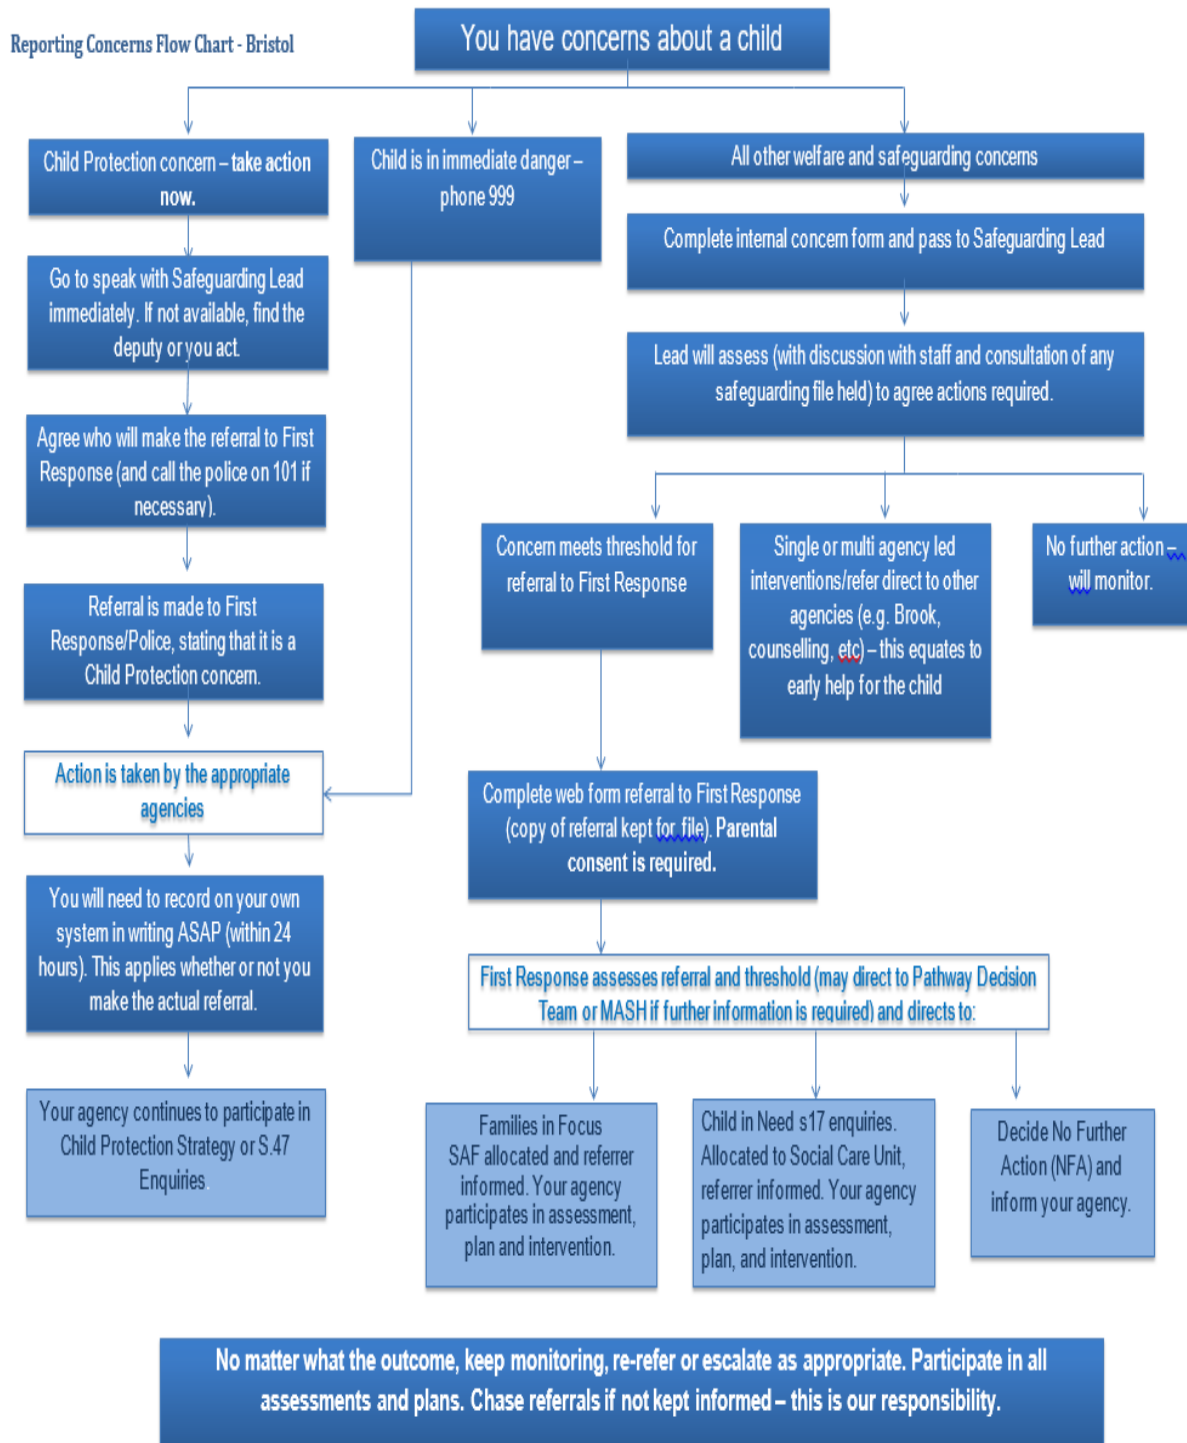 Reporting Concerns Flow Chart - Bristol
You have concerns about a child
Child Protection concern – take action
now.
Child is in immediate danger –
phone 999
All other welfare and safeguarding concerns
Go to speak with Safeguarding Lead
immediately. If not available, find the
deputy or you act.
Complete internal concern form and pass to Safeguarding Lead
Lead will assess (with discussion with staff and consultation of any
safeguarding file held) to agree actions required.
Agree who will make the referral to First
Response (and call the police on 101 if
necessary).
Concern meets threshold for
referral to First Response
Single or multi agency led
interventions/refer direct to other
agencies (e.g. Brook,
counselling, etc) – this equates to
early help for the child
No further action –
will monitor.
Referral is made to First
Response/Police, stating that it is a
Child Protection concern.
Action is taken by the appropriate
agencies
Complete web form referral to First Response
(copy of referral kept for file). Parental
consent is required.
You will need to record on your own
system in writing ASAP (within 24
hours). This applies whether or not you
make the actual referral.
First Response assesses referral and threshold (may direct to Pathway Decision
Team or MASH if further information is required) and directs to:
Your agency continues to participate in
Child Protection Strategy or S.47
Enquiries.
Families in Focus
SAF allocated and referrer
informed. Your agency
participates in assessment,
plan and intervention.
Child in Need s17 enquiries.
Allocated to Social Care Unit,
referrer informed. Your agency
participates in assessment,
plan, and intervention.
Decide No Further
Action (NFA) and
inform your agency.
No matter what the outcome, keep monitoring, re-refer or escalate as appropriate. Participate in all
assessments and plans. Chase referrals if not kept informed – this is our responsibility.